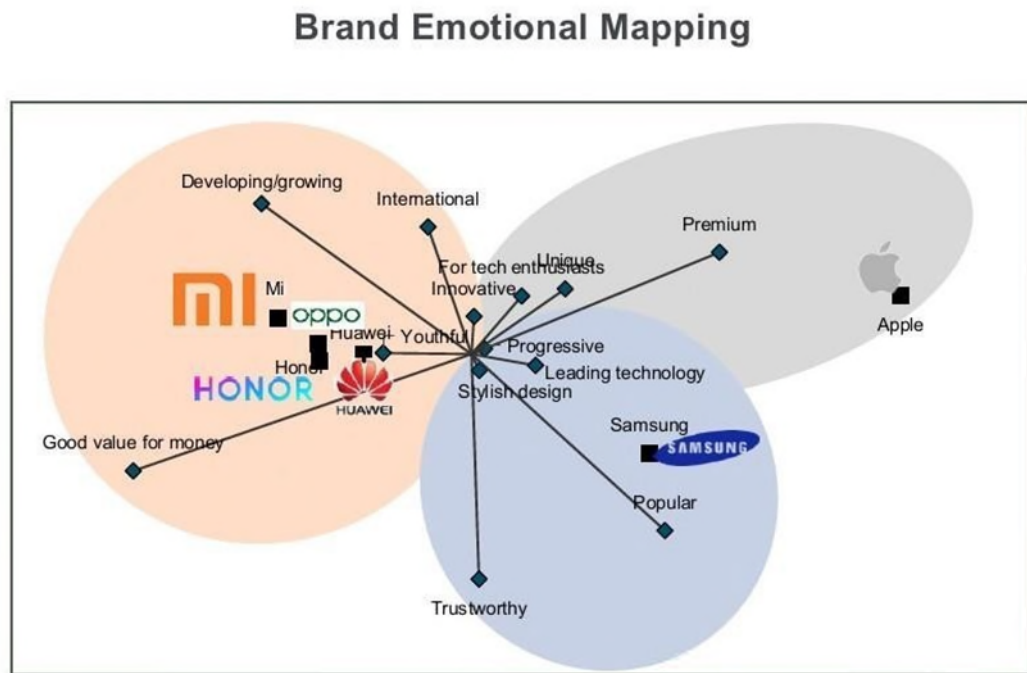 Brand Emotional Mapping
Developing/growing
International
Premium
Unique
For tech enthusiasts
Innovative
mi
Mi
oppo
Huawei
Youthful
Progressive
Apple
Honor
Leading technology
HONOR
Stylish design
HUAWEI
Good value for money
Samsung
SAMSUNG
Popular
Trustworthy